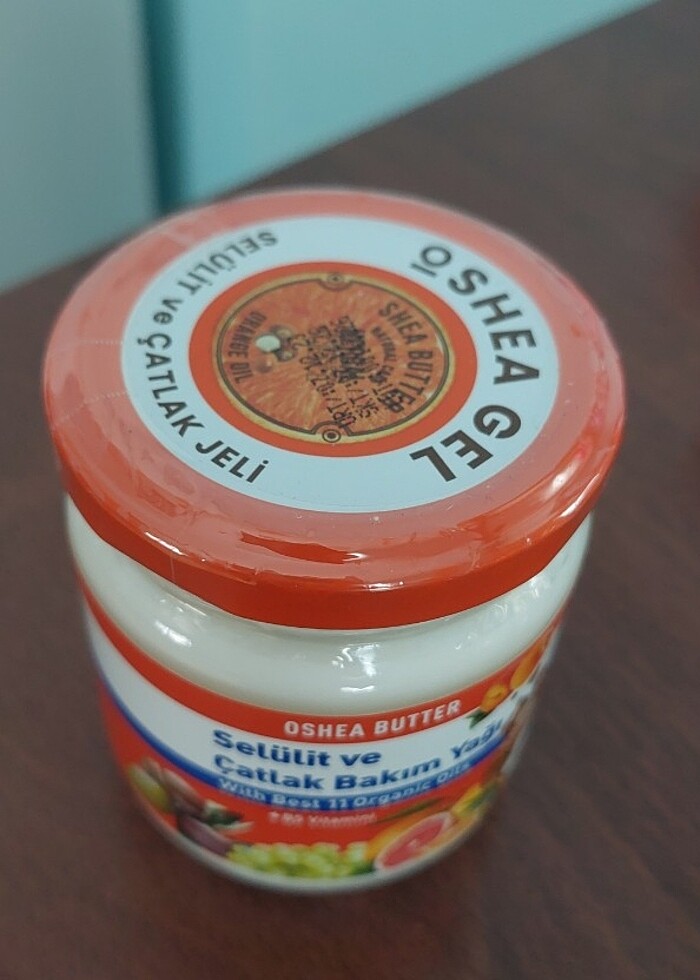 OSHEA GEL
SELÜLİT ve ÇATLAK JELİ
SHEA BUTTER
ORANGE OIL
OSHEA BUTTER
Selülit ve
Çatlak Bakım Yağı
With Best 11 Organic Oils
Vitamini